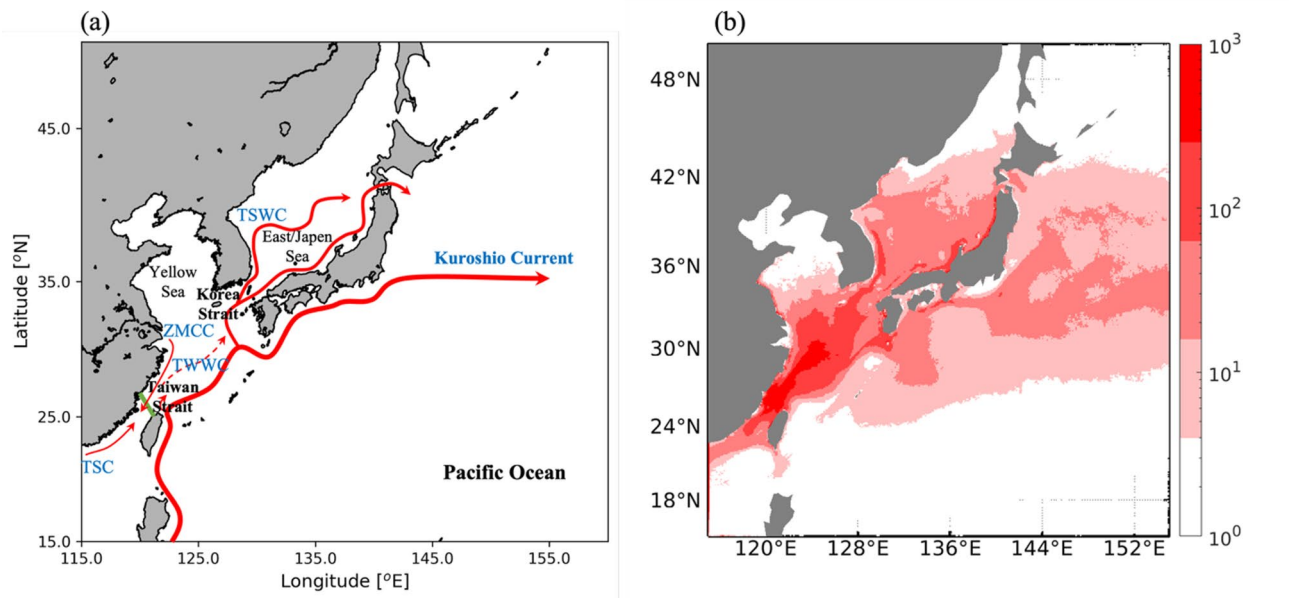 (a)
45.0
35.0
25.0
15.0
Latitude [°N]
115.0
125.0
135.0
145.0
155.0
Longitude [°E]
TSWC
East/Japen
Sea
Yellow
Sea
Korea
Strait
Kuroshio Current
ZMCC
TWWC
Taiwan
Strait
TSC
Pacific Ocean
(b)
48°N
42°N
36°N
30°N
24°N
18°N
120°E
128°E
136°E
144°E
152°E
10³
10²
10¹
10⁰